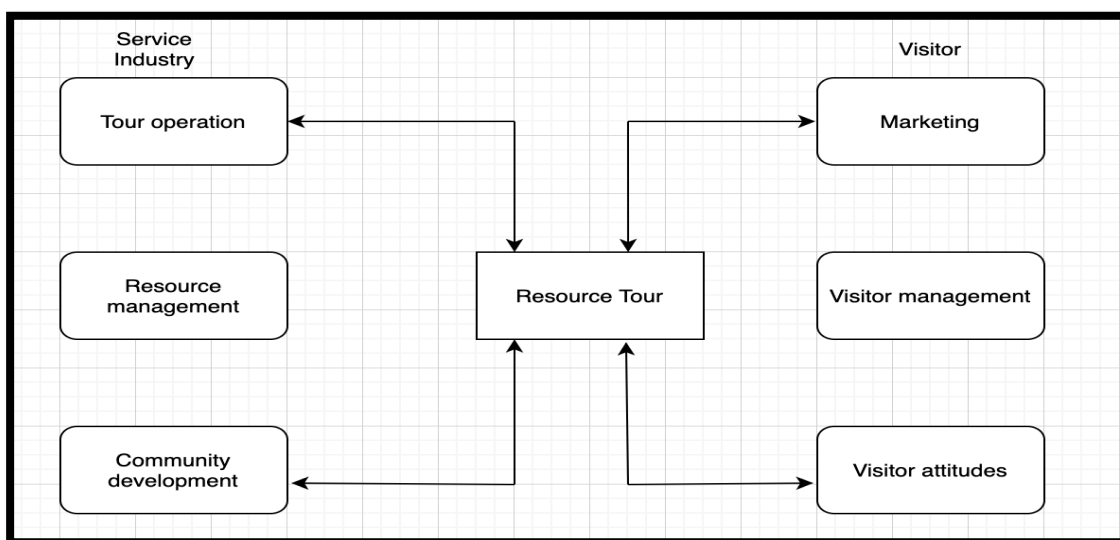 Service
Industry
Visitor
Tour operation
Marketing
Resource
management
Resource Tour
Visitor management
Community
development
Visitor attitudes